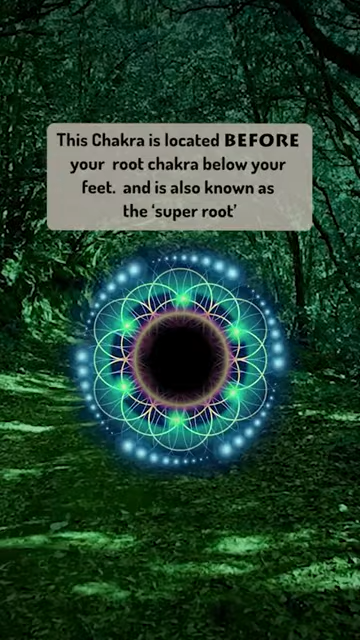 This Chakra is located BEFORE
your root chakra below your
feet. and is also known as
the ‘super root’